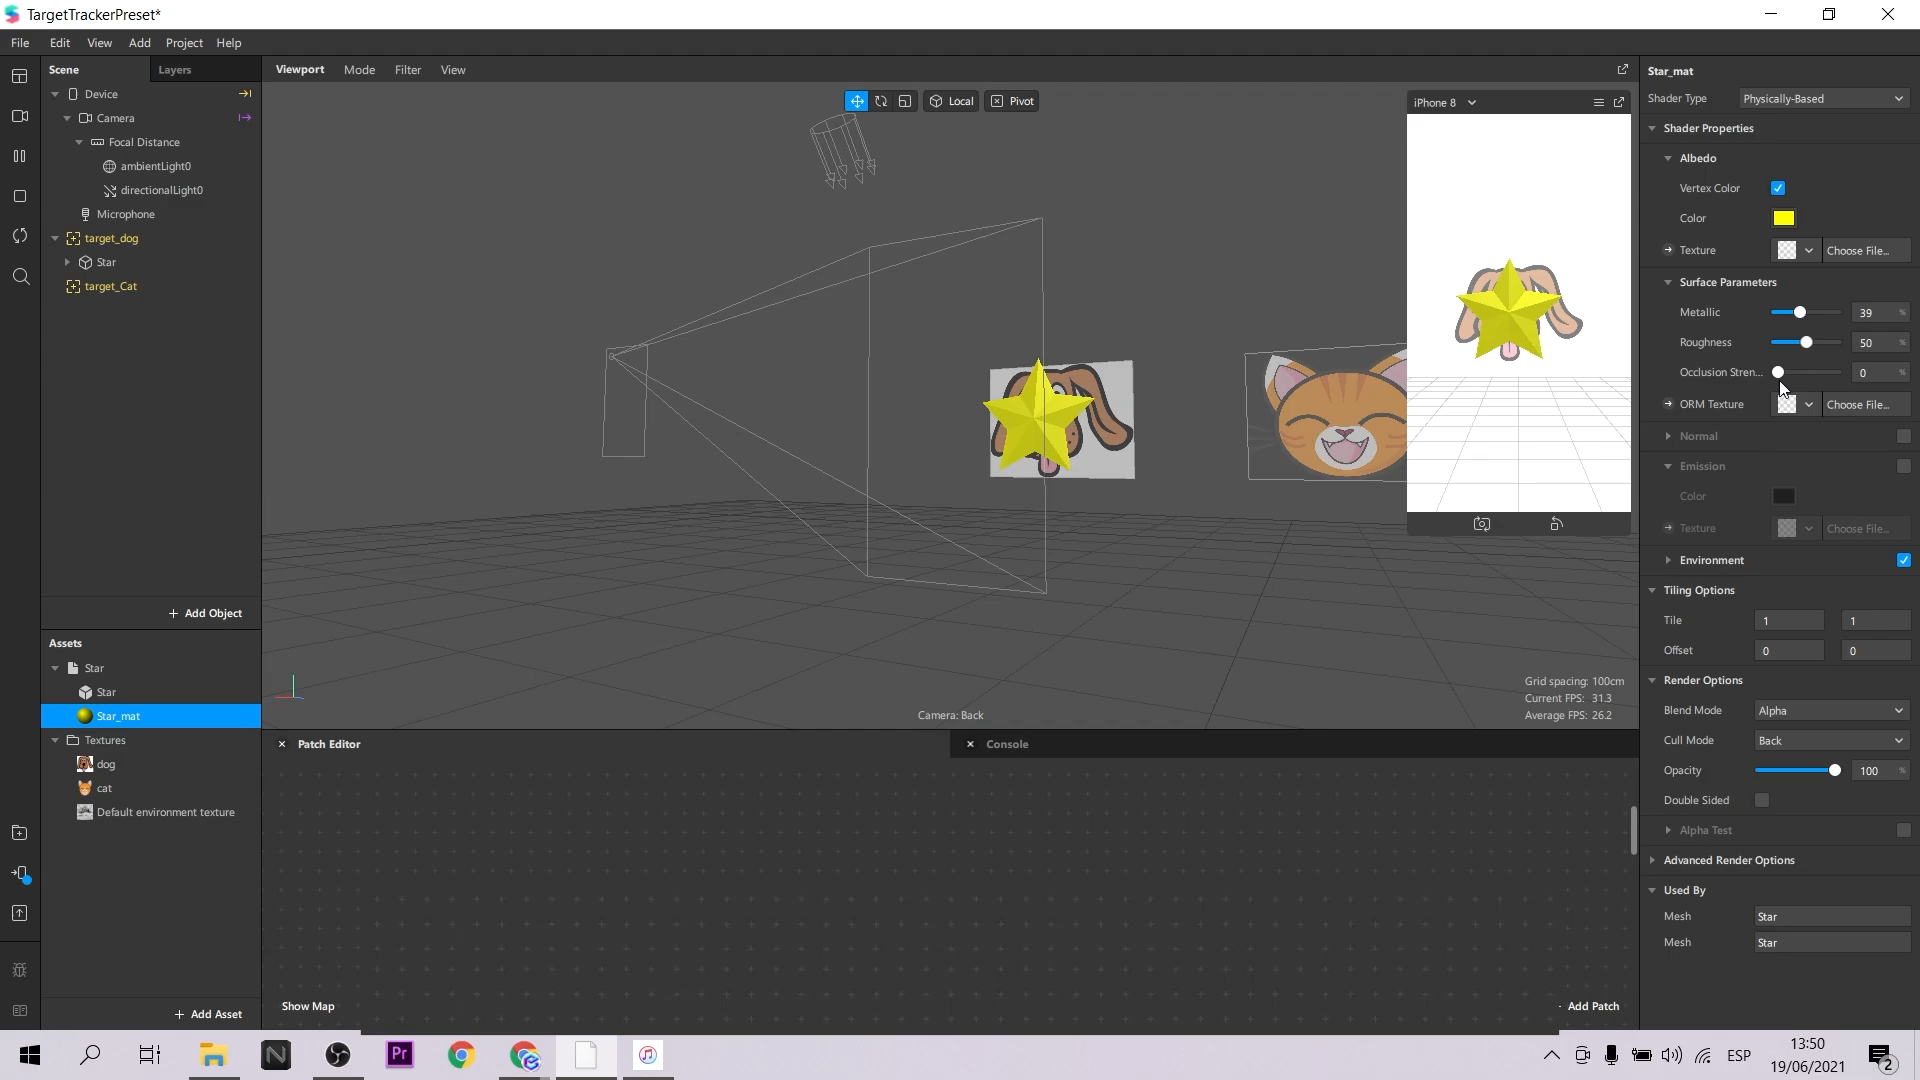 TargetTrackerPreset*
File Edit View Add Project Help
Scene Layers
Device
Camera
Focal Distance
ambientLight0
directionalLight0
Microphone
target_dog
Star
target_Cat
+ Add Object
Assets
Star
Star
Star_mat
Textures
dog
cat
Default environment texture
+ Add Asset
Viewport Mode Filter View
Local Pivot
iPhone 8
Grid spacing: 100cm
Current FPS: 31.3
Average FPS: 26.2
Camera: Back
Patch Editor
Console
Show Map
Add Patch
Star_mat
Shader Type Physically-Based
Shader Properties
Albedo
Vertex Color
Color
Texture Choose File...
Surface Parameters
Metallic 39 %
Roughness 50 %
Occlusion Stren... 0 %
ORM Texture Choose File...
Normal
Emission
Color
Texture Choose File...
Environment
Tiling Options
Tile 1 1
Offset 0 0
Render Options
Blend Mode Alpha
Cull Mode Back
Opacity 100 %
Double Sided
Alpha Test
Advanced Render Options
Used By
Mesh Star
Mesh Star
N
Pr
ESP
13:50
19/06/2021
2